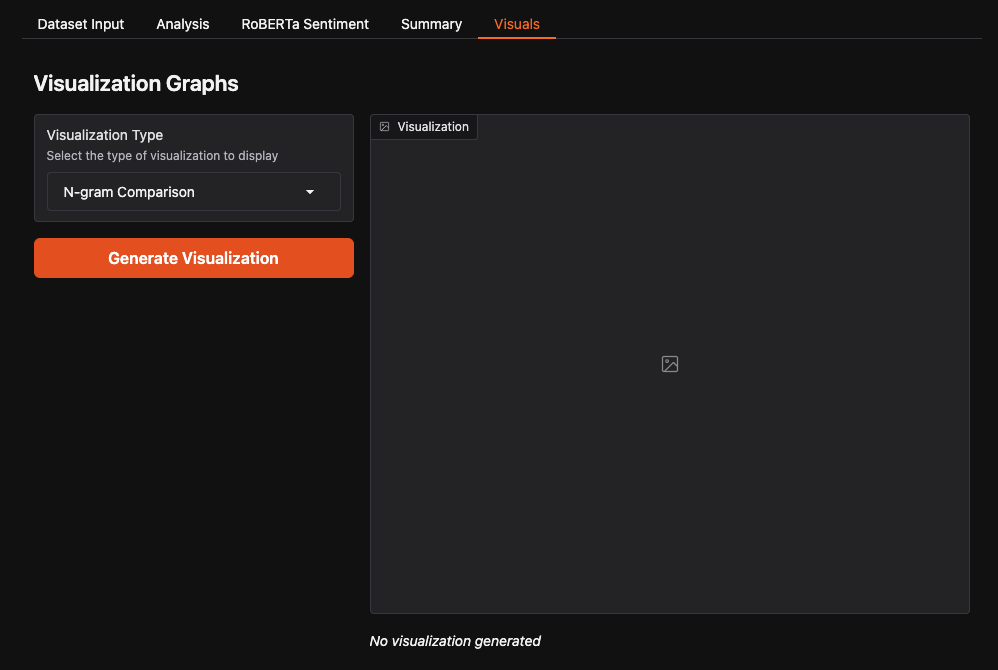 Dataset Input Analysis RoBERTa Sentiment Summary Visuals
Visualization Graphs
Visualization Type
Select the type of visualization to display
N-gram Comparison
Generate Visualization
Visualization
No visualization generated